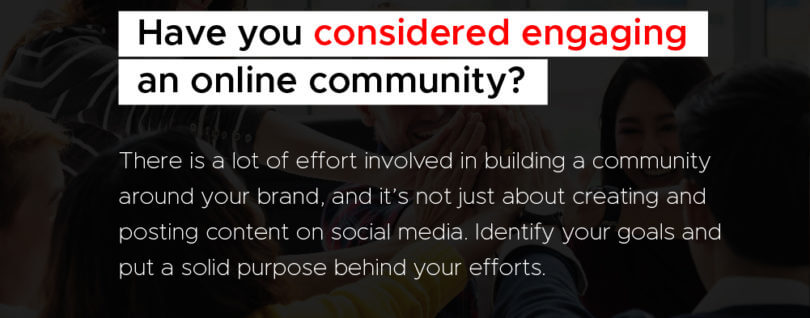 Have you considered engaging
an online community?
There is a lot of effort involved in building a community
around your brand, and it’s not just about creating and
posting content on social media. Identify your goals and
put a solid purpose behind your efforts.